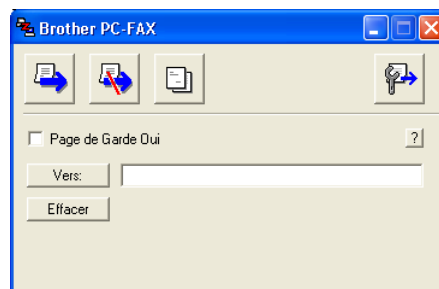 Brother PC-FAX
Page de Garde Oui
?
Vers:
Effacer